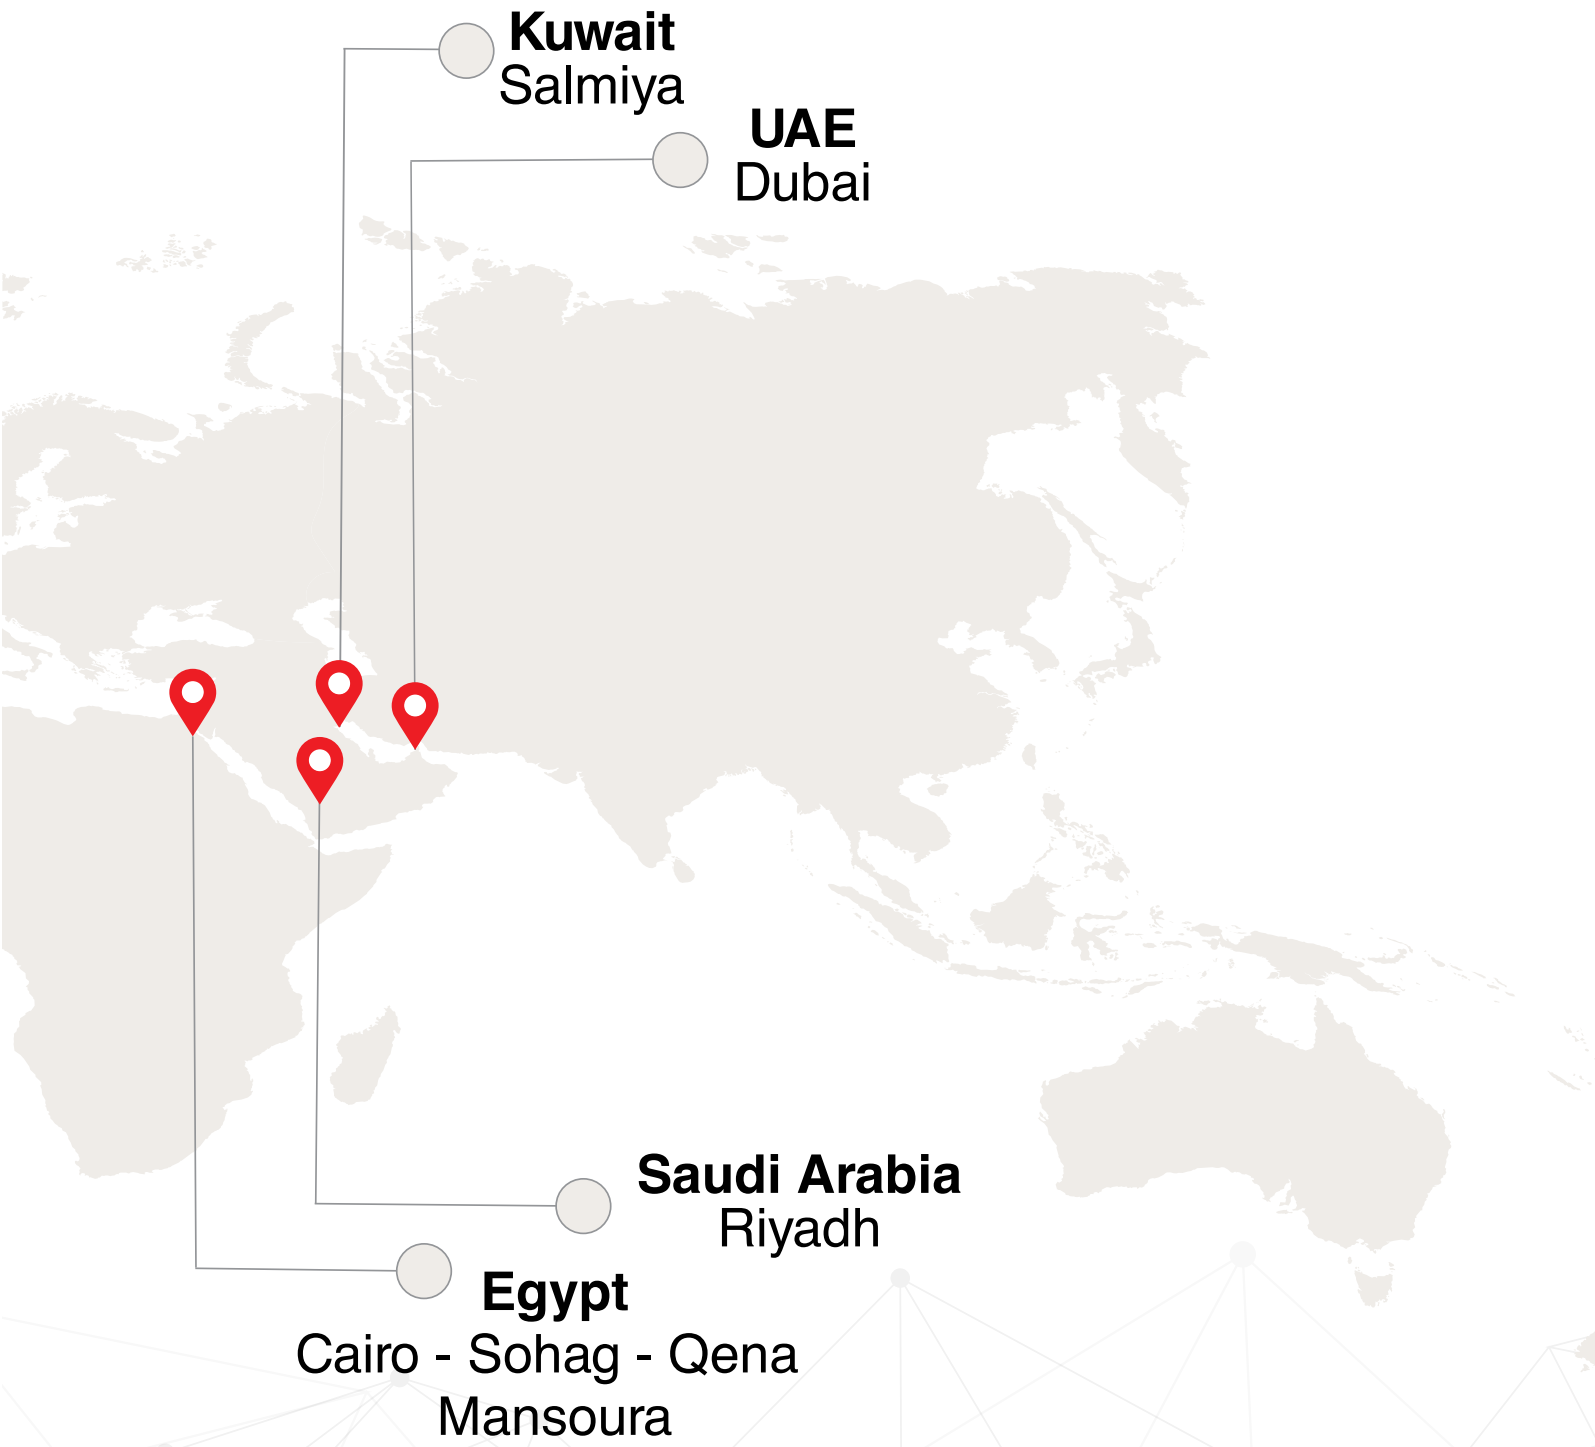 Kuwait
Salmiya
UAE
Dubai
Saudi Arabia
Riyadh
Egypt
Cairo - Sohag - Qena
Mansoura